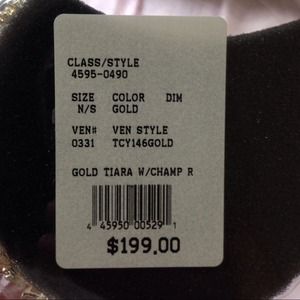 CLASS/STYLE
4595-0490
SIZE COLOR DIM
N/S GOLD
VEN# VEN STYLE
0331 TCY146GOLD
GOLD TIARA W/CHAMP R
4 45950 00529 1
$199.00